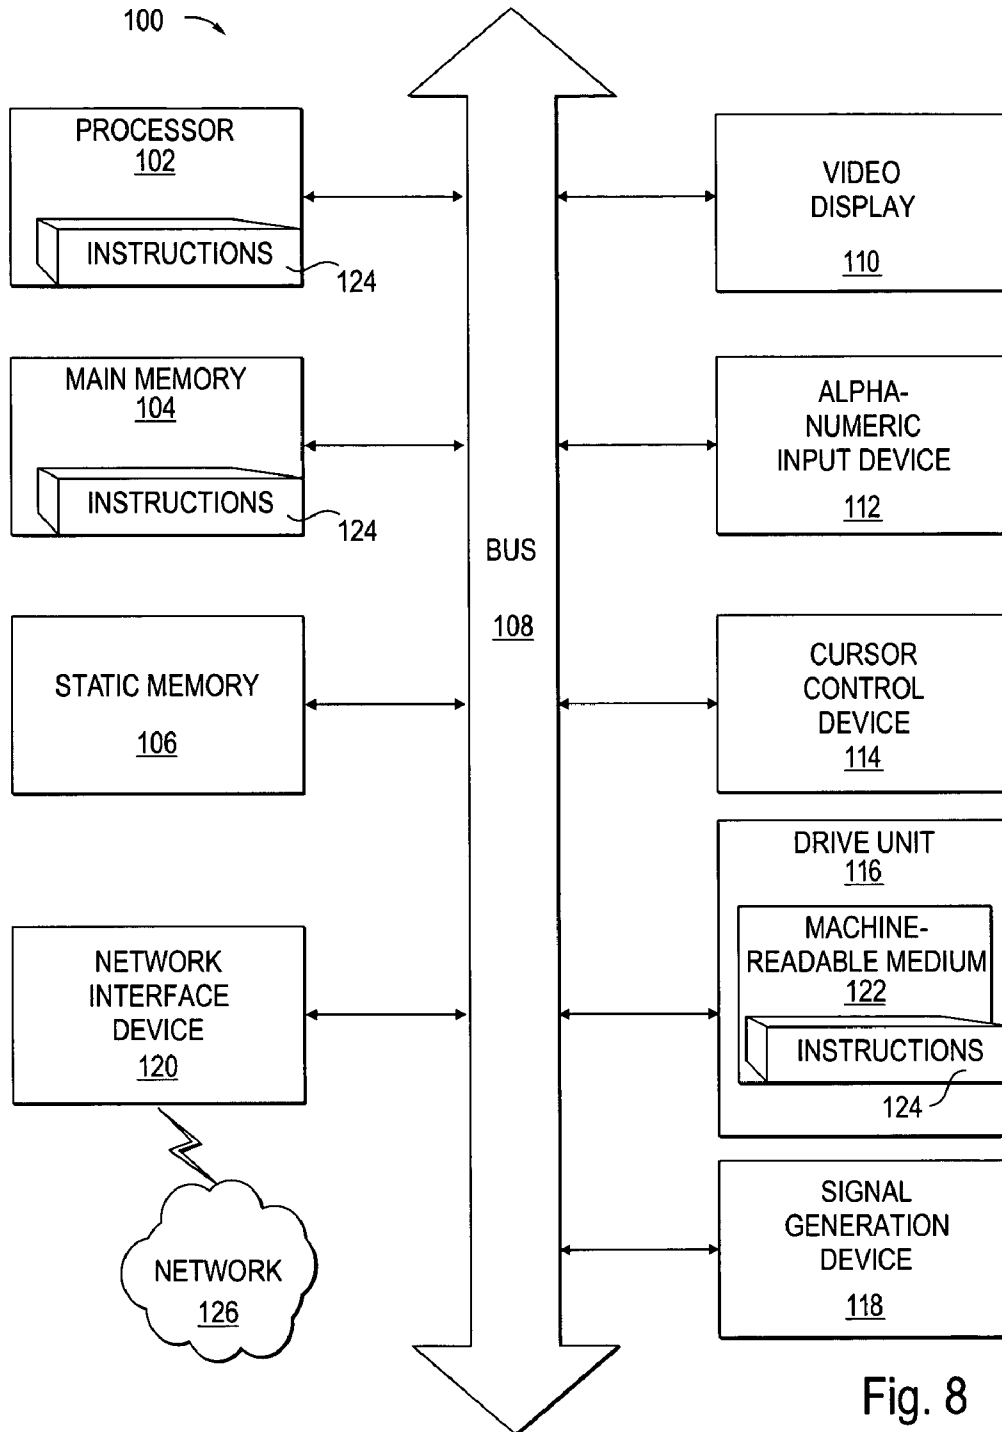 100
PROCESSOR
102
INSTRUCTIONS
124
MAIN MEMORY
104
INSTRUCTIONS
124
STATIC MEMORY
106
NETWORK
INTERFACE
DEVICE
120
NETWORK
126
BUS
108
VIDEO
DISPLAY
110
ALPHA-
NUMERIC
INPUT DEVICE
112
CURSOR
CONTROL
DEVICE
114
DRIVE UNIT
116
MACHINE-
READABLE MEDIUM
122
INSTRUCTIONS
124
SIGNAL
GENERATION
DEVICE
118
Fig. 8